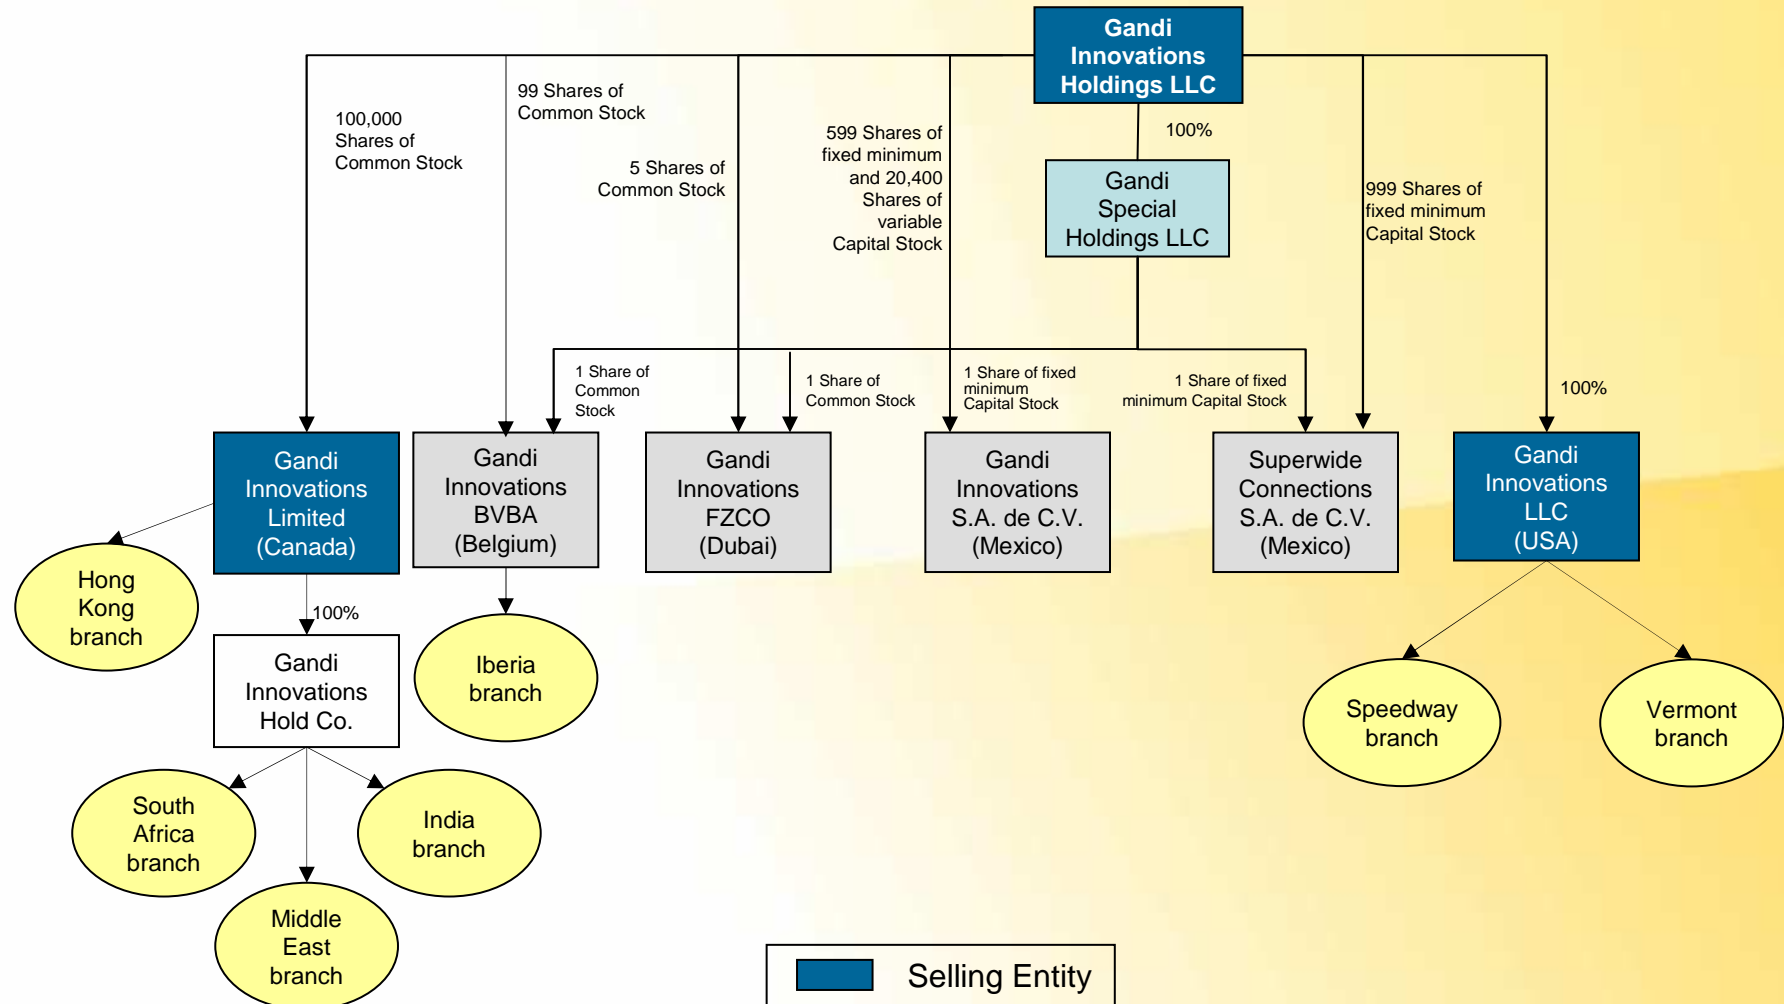 Gandi
Innovations
Holdings LLC
99 Shares of
Common Stock
100,000
Shares of
Common Stock
5 Shares of
Common Stock
599 Shares of
fixed minimum
and 20,400
Shares of
variable
Capital Stock
100%
Gandi
Special
Holdings LLC
999 Shares of
fixed minimum
Capital Stock
1 Share of
Common
Stock
1 Share of
Common Stock
1 Share of fixed
minimum
Capital Stock
1 Share of fixed
minimum Capital Stock
100%
Gandi
Innovations
Limited
(Canada)
Gandi
Innovations
BVBA
(Belgium)
Gandi
Innovations
FZCO
(Dubai)
Gandi
Innovations
S.A. de C.V.
(Mexico)
Superwide
Connections
S.A. de C.V.
(Mexico)
Gandi
Innovations
LLC
(USA)
Hong
Kong
branch
100%
Gandi
Innovations
Hold Co.
Iberia
branch
Speedway
branch
Vermont
branch
South
Africa
branch
India
branch
Middle
East
branch
Selling Entity